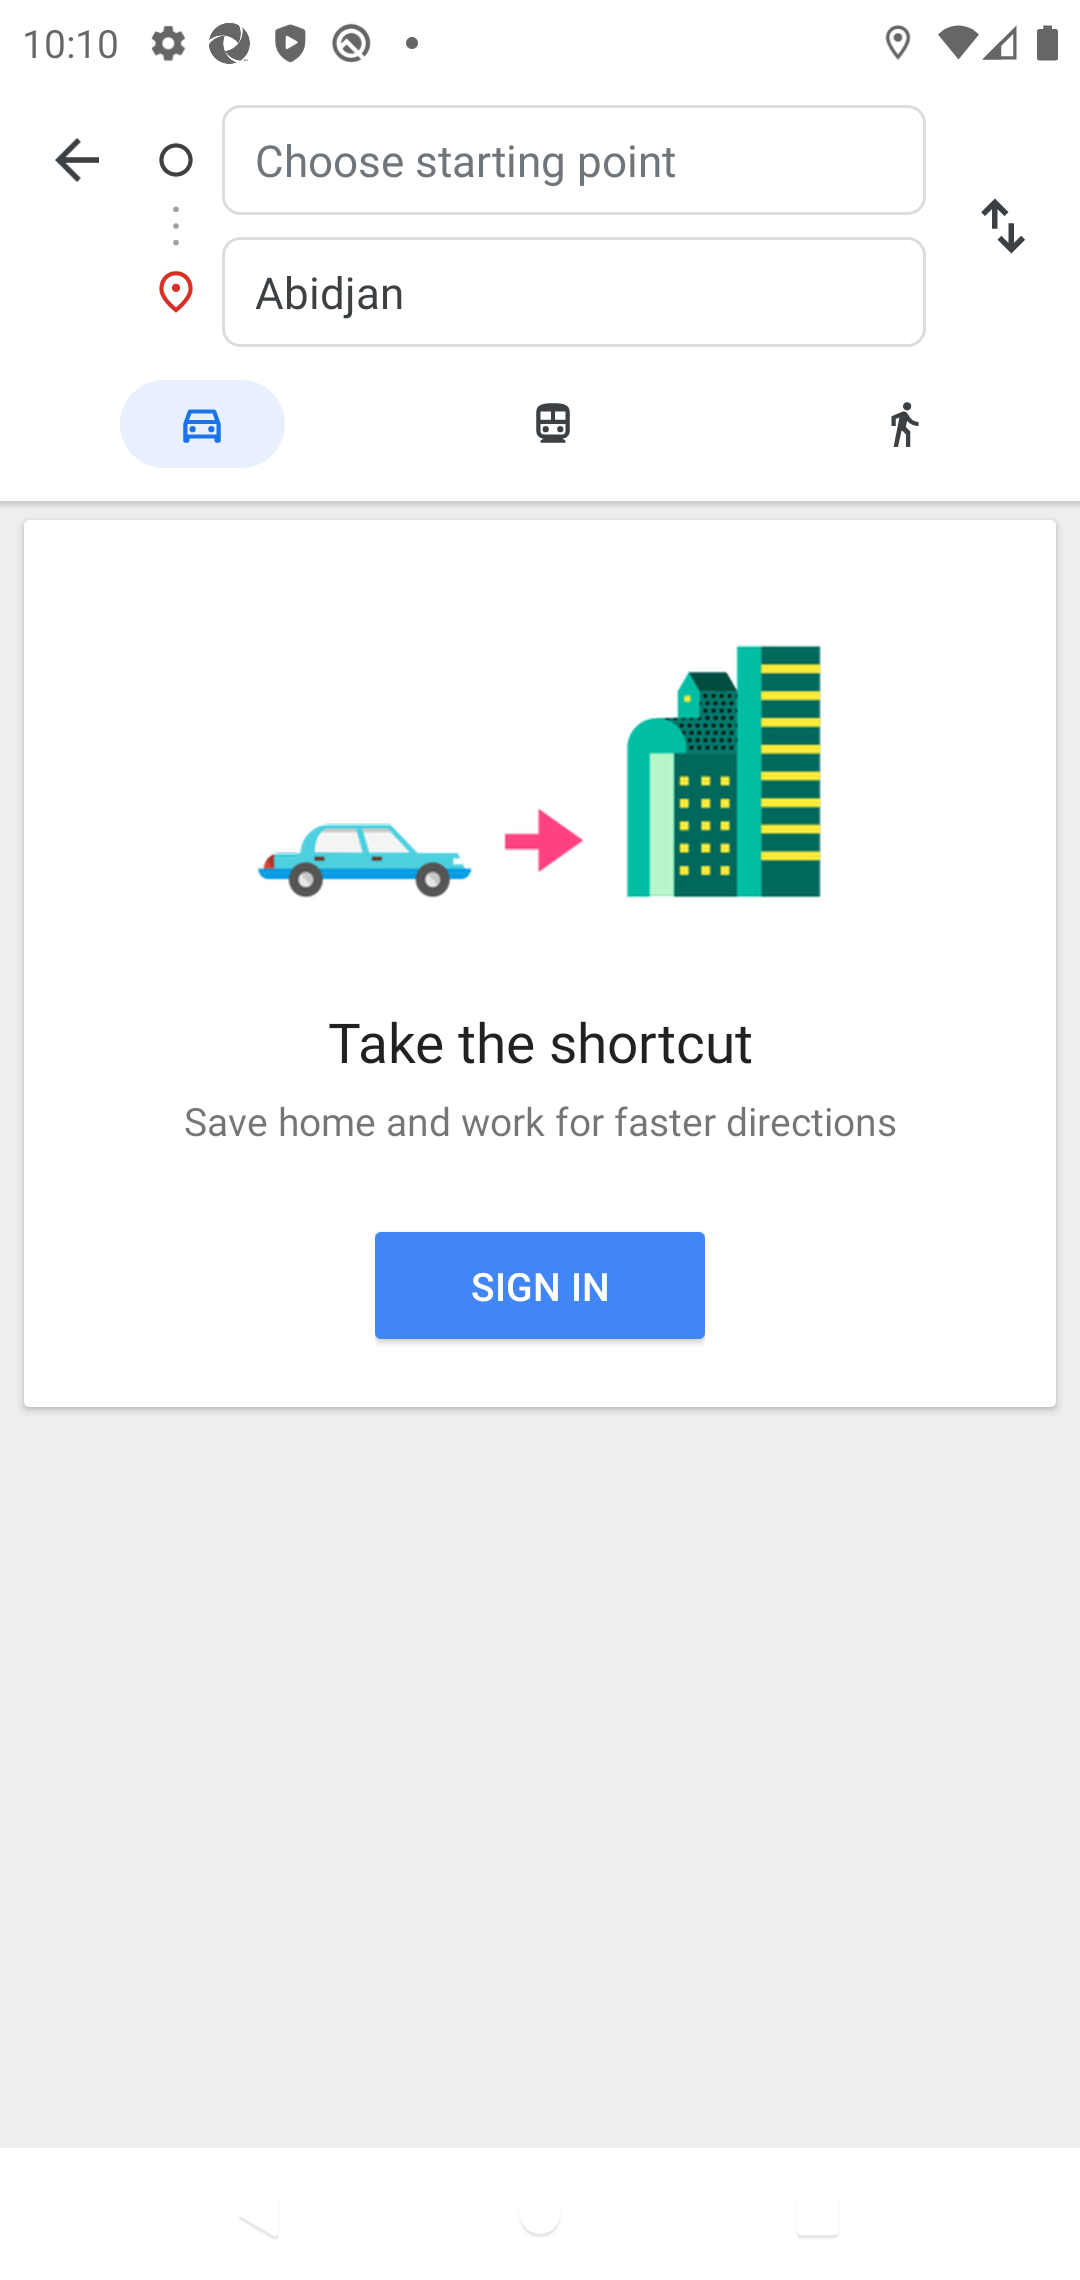 10:10
Choose starting point
Abidjan
Take the shortcut
Save home and work for faster directions
SIGN IN